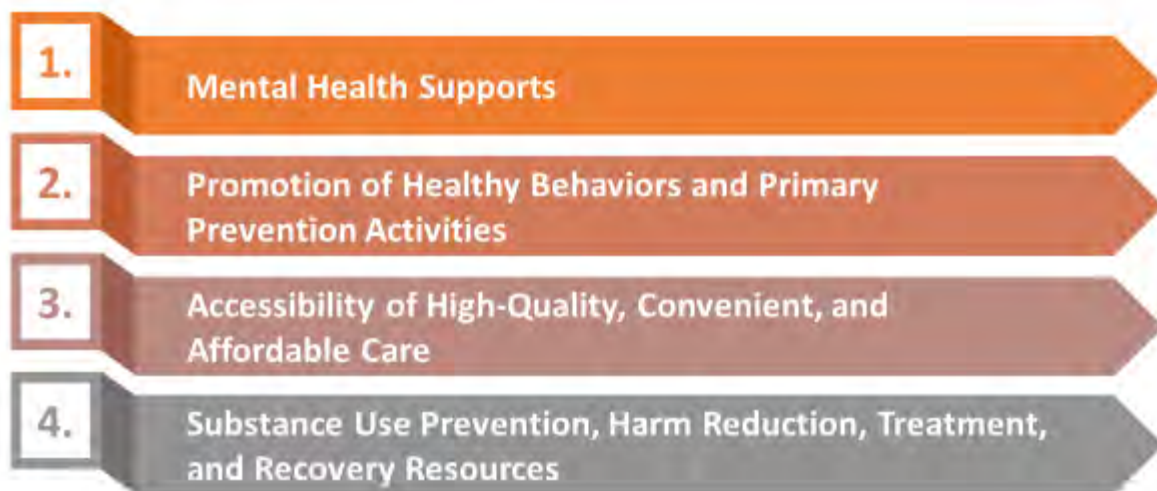 1.
Mental Health Supports
2.
Promotion of Healthy Behaviors and Primary
Prevention Activities
3.
Accessibility of High-Quality, Convenient, and
Affordable Care
4.
Substance Use Prevention, Harm Reduction, Treatment,
and Recovery Resources